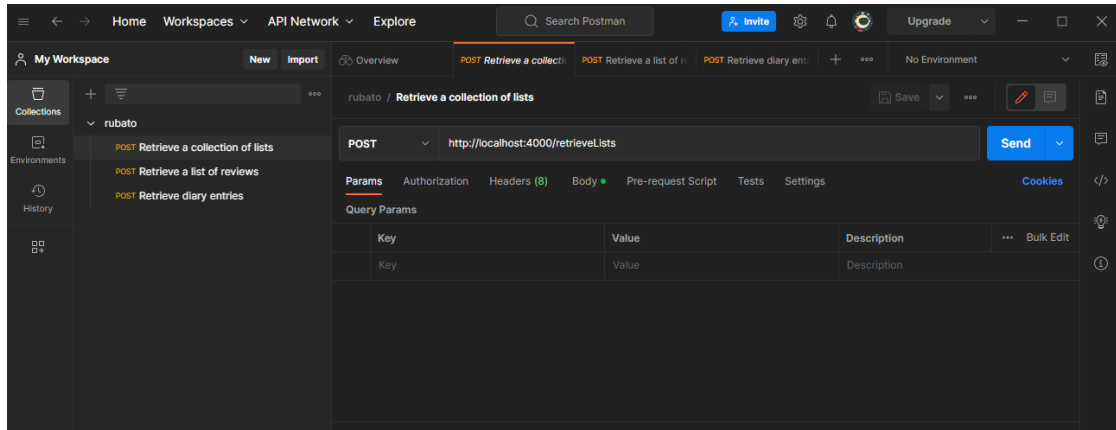 Home Workspaces API Network Explore Search Postman Invite Upgrade
My Workspace New Import Overview POST Retrieve a collecti POST Retrieve a list of r POST Retrieve diary entr No Environment
Collections rubato / Retrieve a collection of lists Save
rubato
Environments POST Retrieve a collection of lists POST http://localhost:4000/retrieveLists Send
POST Retrieve a list of reviews
History POST Retrieve diary entries Params Authorization Headers (8) Body Pre-request Script Tests Settings Cookies
Query Params
Key Value Description Bulk Edit
Key Value Description